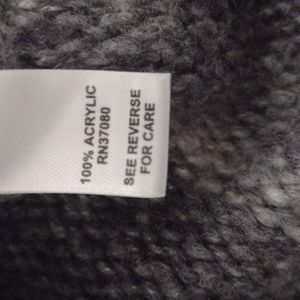 100% ACRYLIC
RN37080
SEE REVERSE
FOR CARE